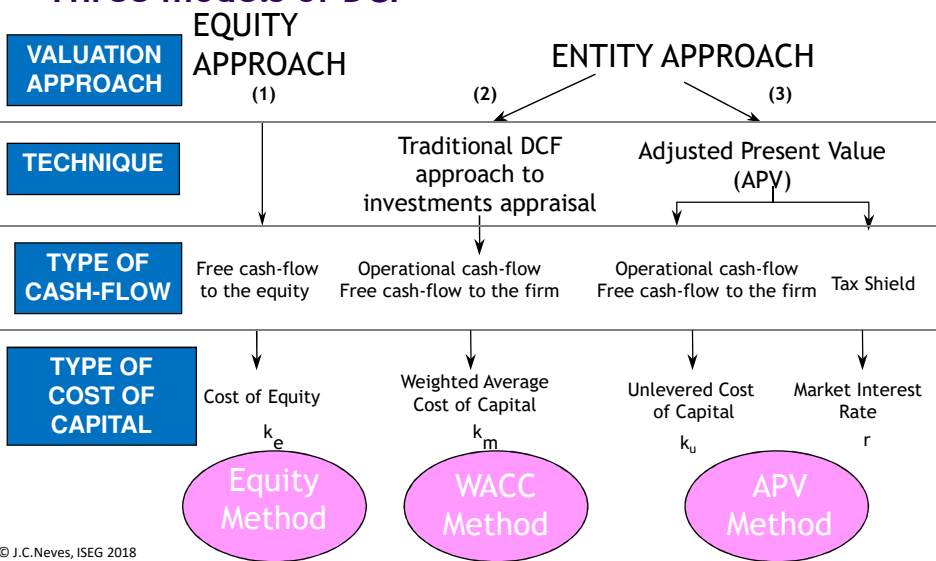 Three models of DCF
VALUATION
APPROACH
EQUITY
APPROACH
(1)
ENTITY APPROACH
(2)
(3)
TECHNIQUE
Traditional DCF
approach to
investments appraisal
Adjusted Present Value
(APV)
TYPE OF
CASH-FLOW
Free cash-flow
to the equity
Operational cash-flow
Free cash-flow to the firm
Operational cash-flow
Free cash-flow to the firm
Tax Shield
TYPE OF
COST OF
CAPITAL
Cost of Equity
ke
Weighted Average
Cost of Capital
km
Unlevered Cost
of Capital
ku
Market Interest
Rate
r
Equity
Method
WACC
Method
APV
Method
© J.C.Neves, ISEG 2018